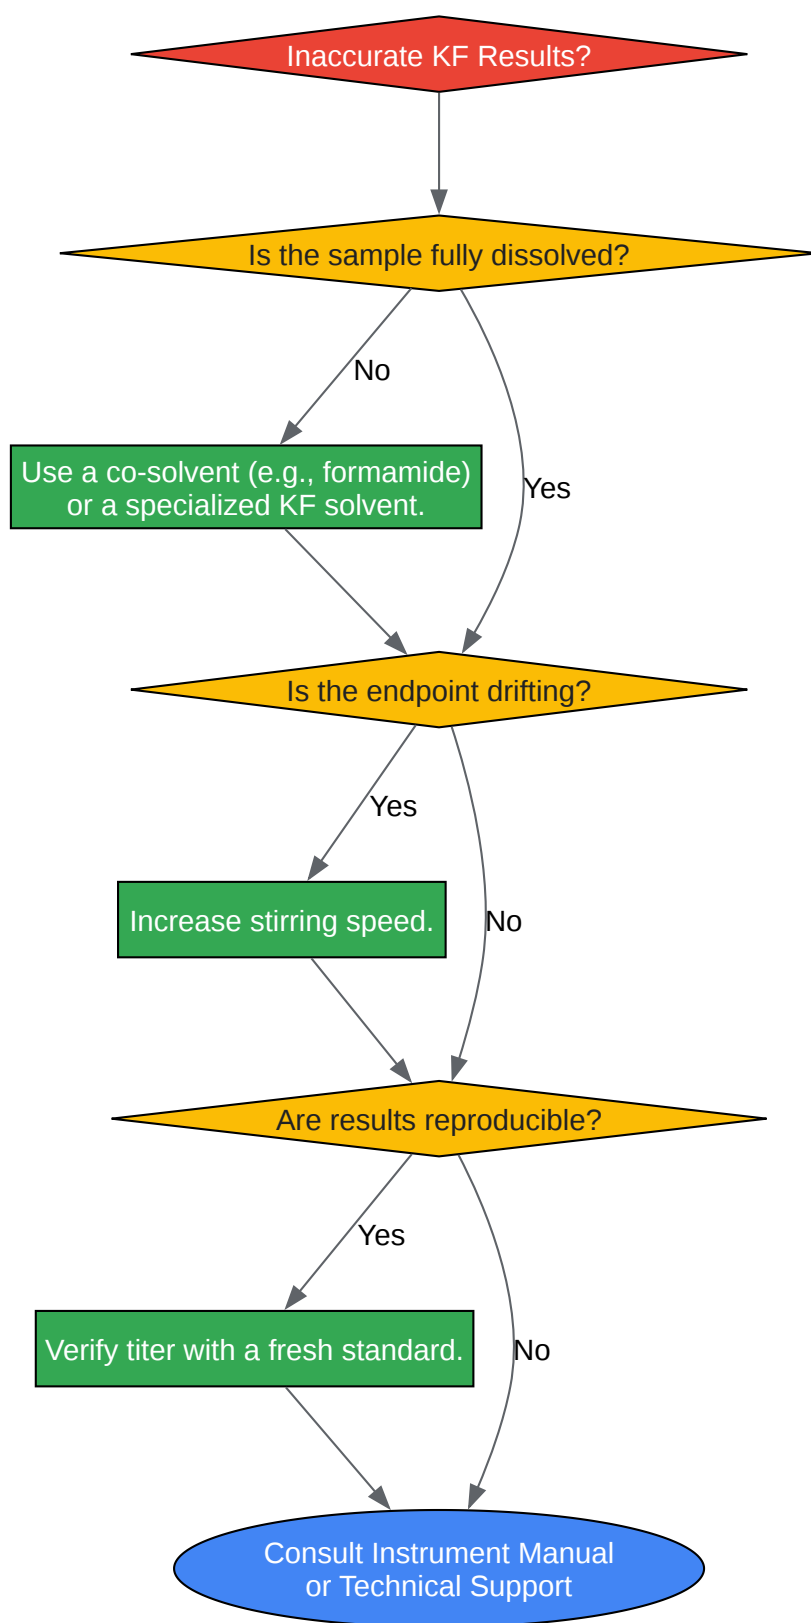 Inaccurate KF Results?
Is the sample fully dissolved?
No
Use a co-solvent (e.g., formamide)
or a specialized KF solvent.
Yes
Is the endpoint drifting?
Yes
Increase stirring speed.
No
Are results reproducible?
Yes
Verify titer with a fresh standard.
No
Consult Instrument Manual
or Technical Support